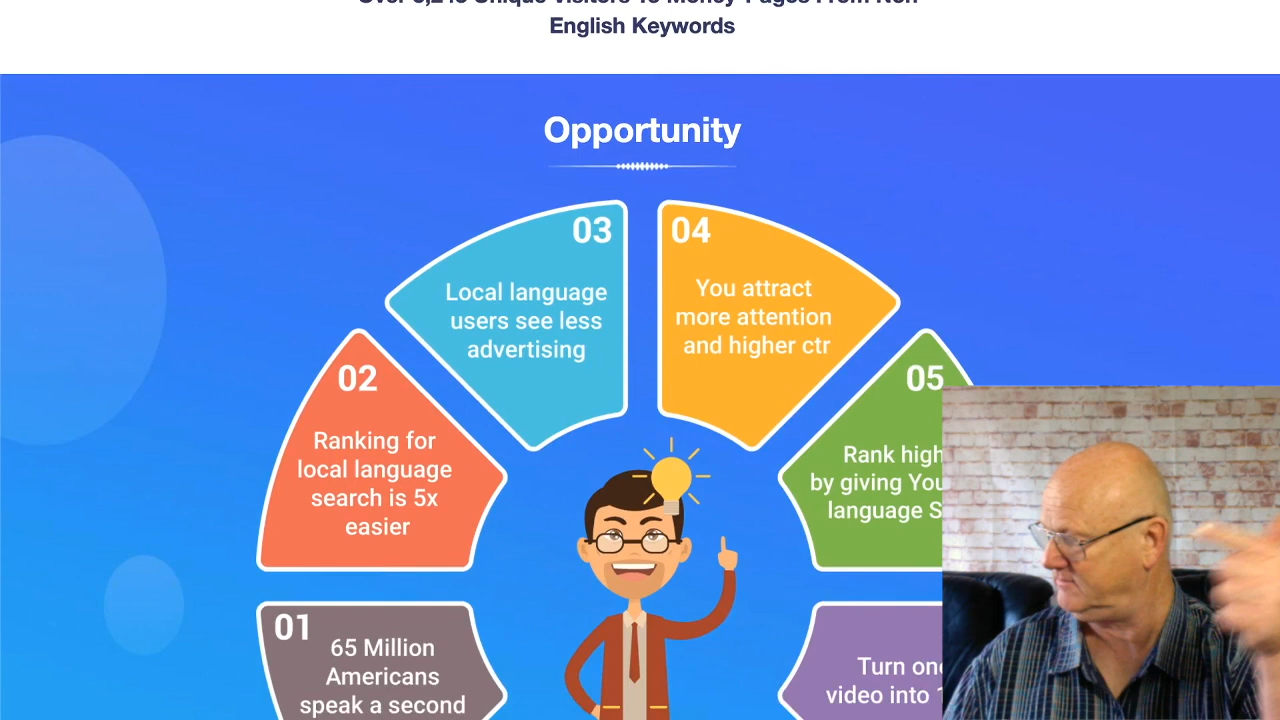 English Keywords
Opportunity
03
Local language
users see less
advertising
04
You attract
more attention
and higher ctr
02
Ranking for
local language
search is 5x
easier
05
Rank high
by giving You
language S
01
65 Million
Americans
speak a second
Turn one
video into